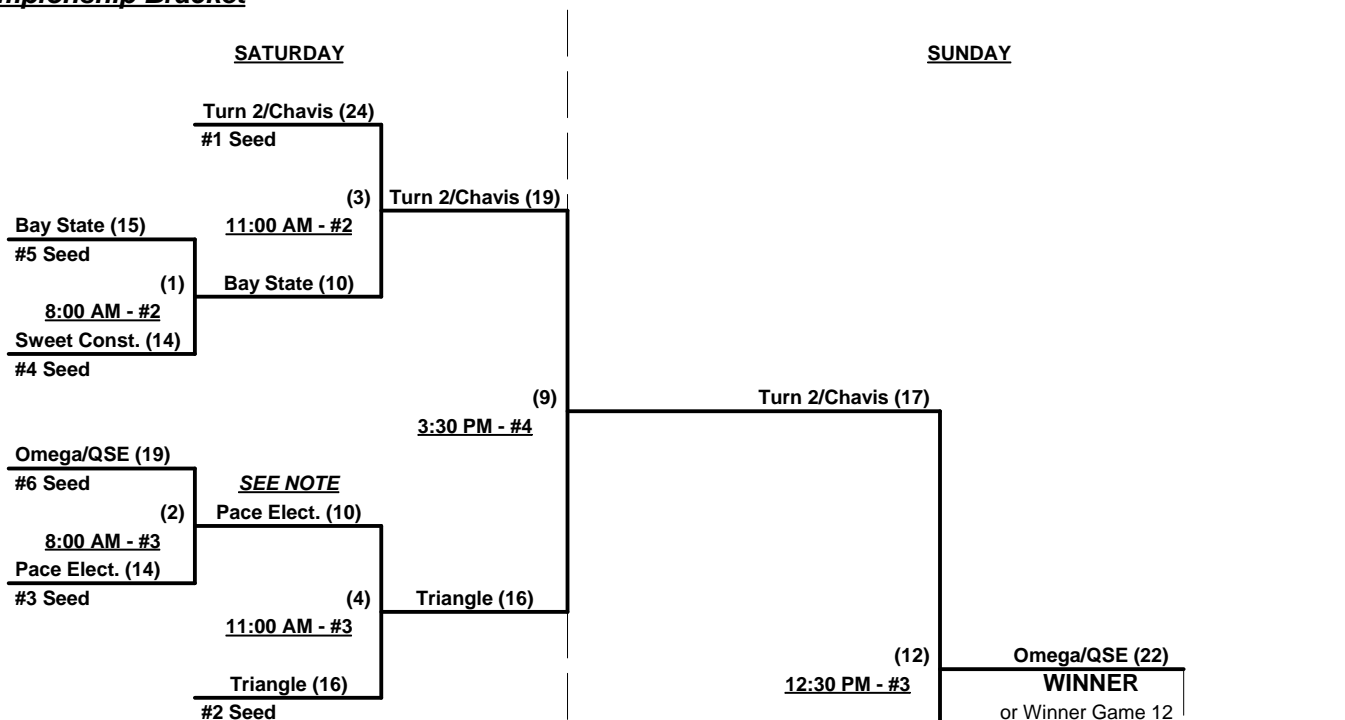 SATURDAY
SUNDAY
Turn 2/Chavis (24)
#1 Seed
(3)
Turn 2/Chavis (19)
11:00 AM - #2
Bay State (15)
#5 Seed
(1)
Bay State (10)
8:00 AM - #2
Sweet Const. (14)
#4 Seed
(9)
Turn 2/Chavis (17)
3:30 PM - #4
Omega/QSE (19)
#6 Seed
SEE NOTE
(2)
Pace Elect. (10)
8:00 AM - #3
Pace Elect. (14)
#3 Seed
(4)
Triangle (16)
11:00 AM - #3
Triangle (16)
#2 Seed
(12)
Omega/QSE (22)
12:30 PM - #3
WINNER
or Winner Game 12